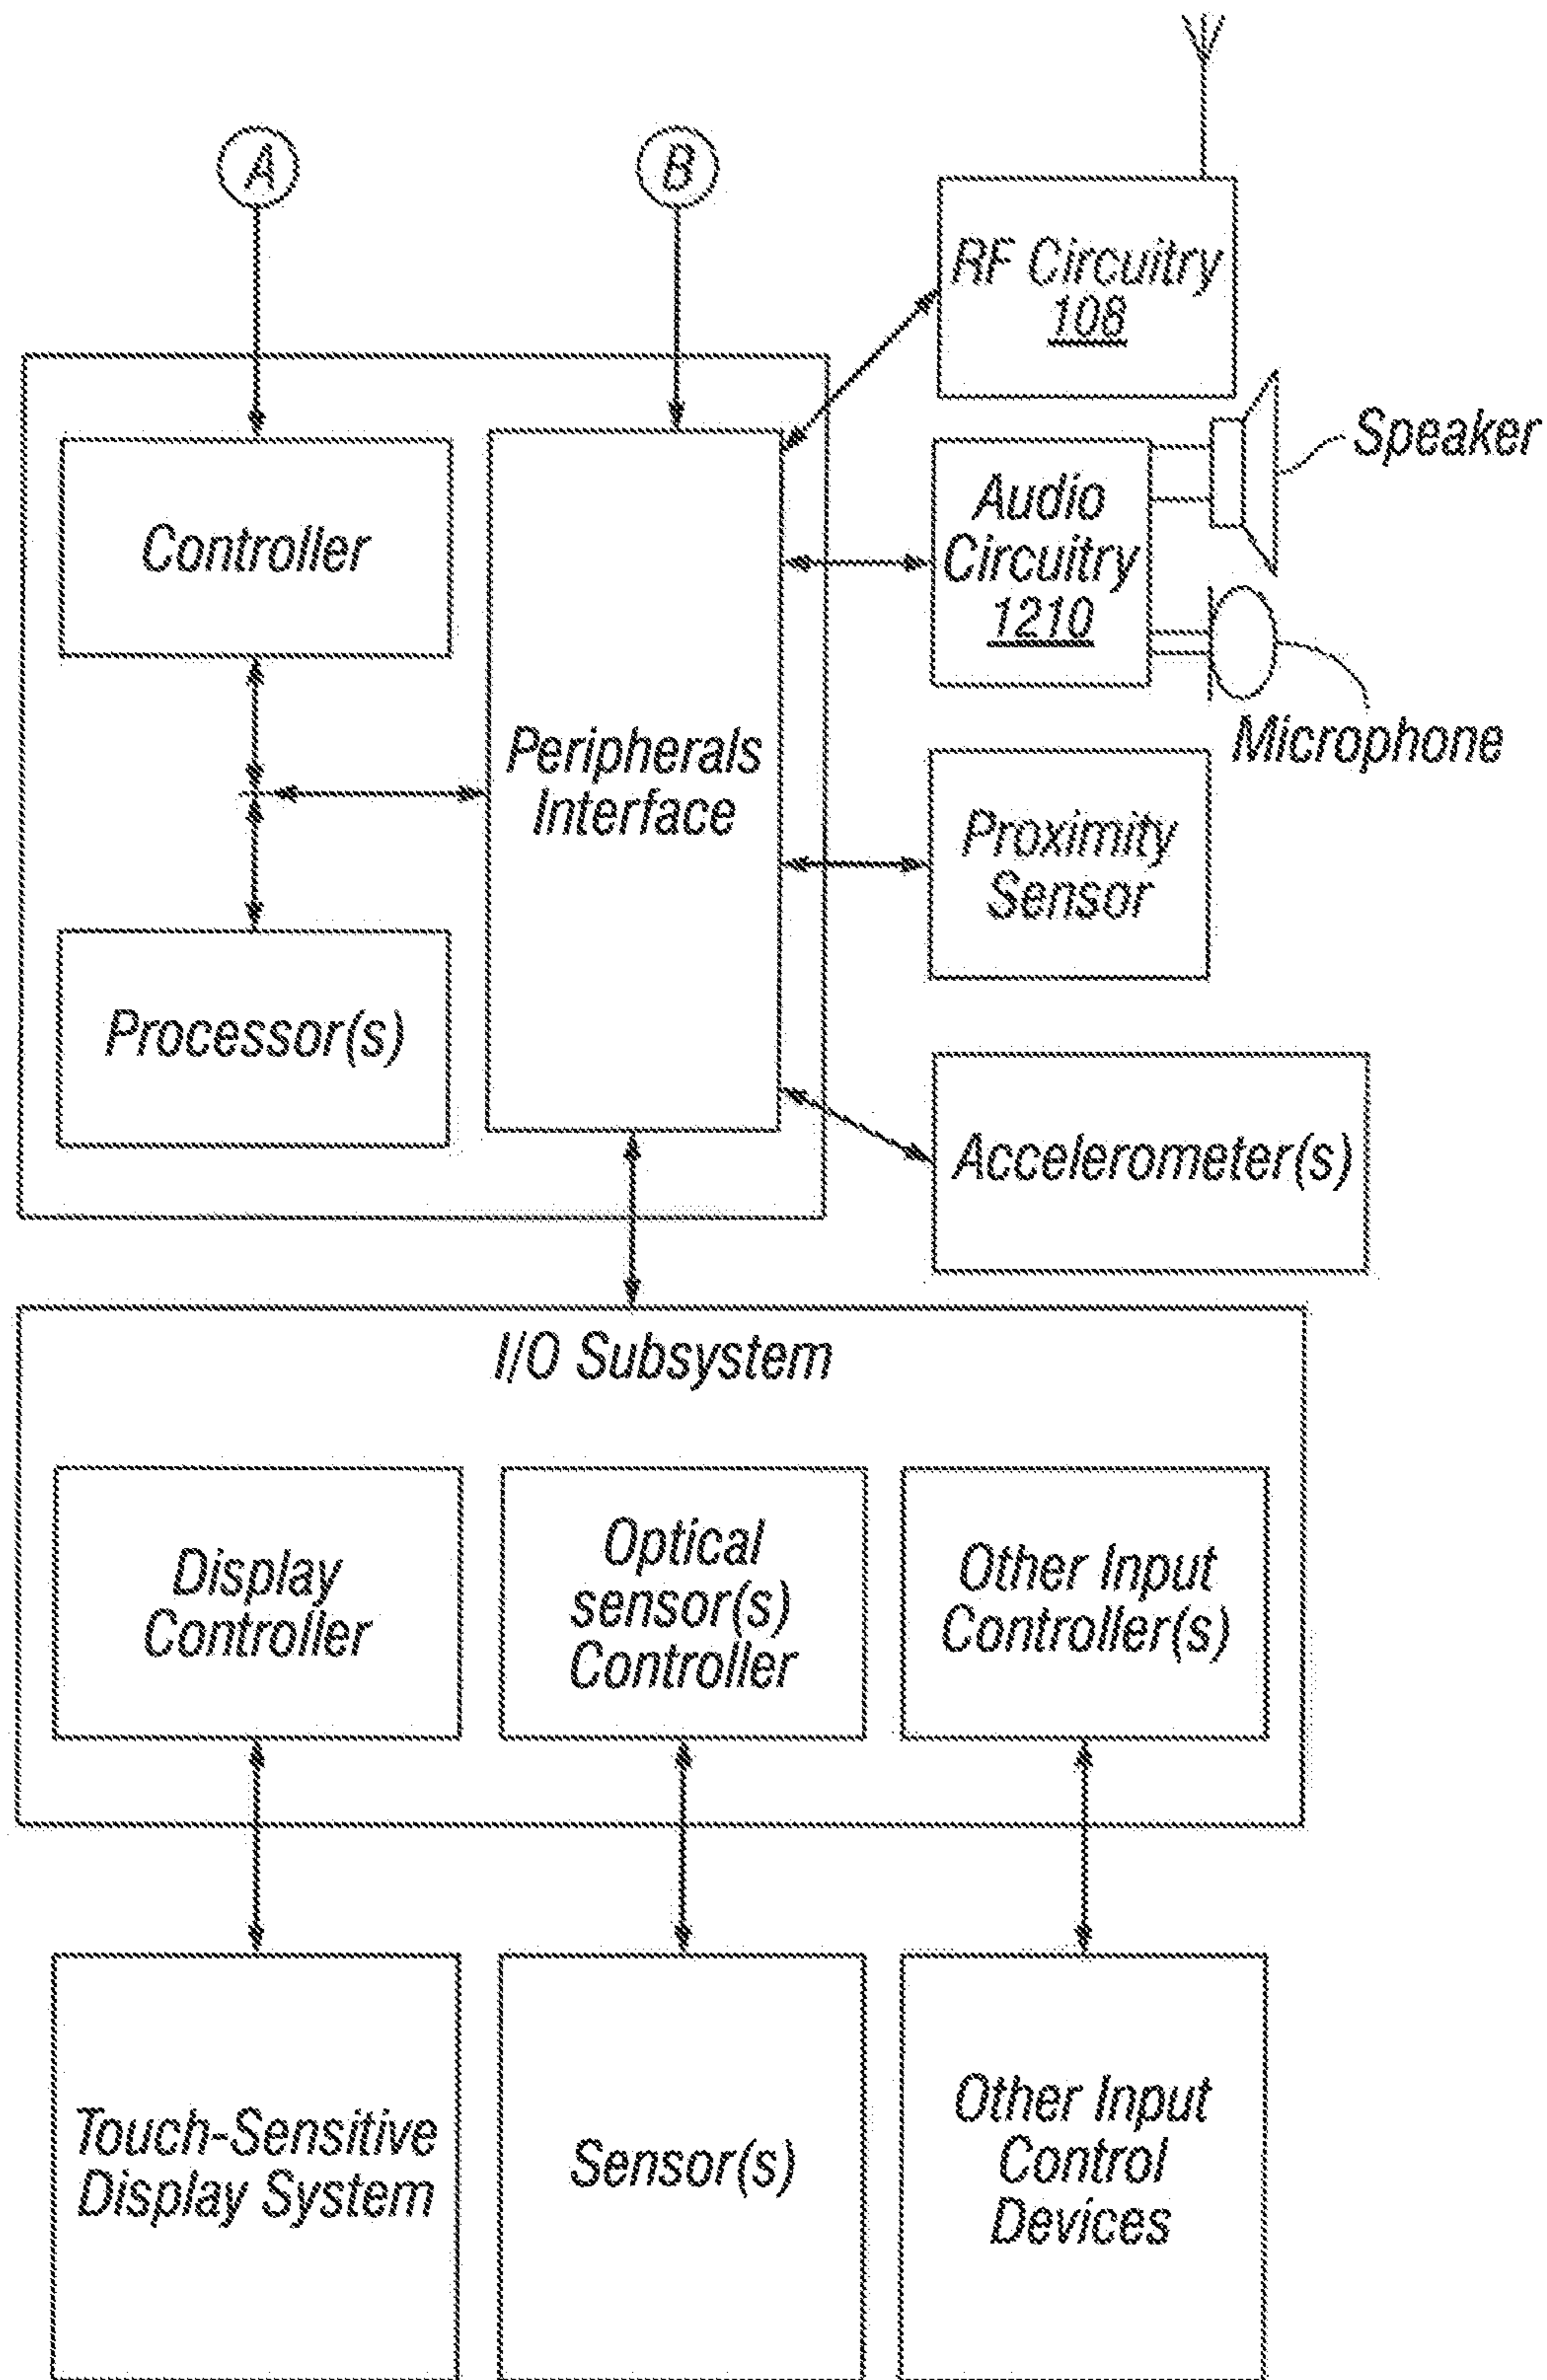 A
B
RF Circuitry
108
Speaker
Audio
Circuitry
1210
Controller
Microphone
Peripherals
Interface
Proximity
Sensor
Processor(s)
Accelerometer(s)
I/O Subsystem
Display
Controller
Optical
sensor(s)
Controller
Other Input
Controller(s)
Touch-Sensitive
Display System
Sensor(s)
Other Input
Control
Devices